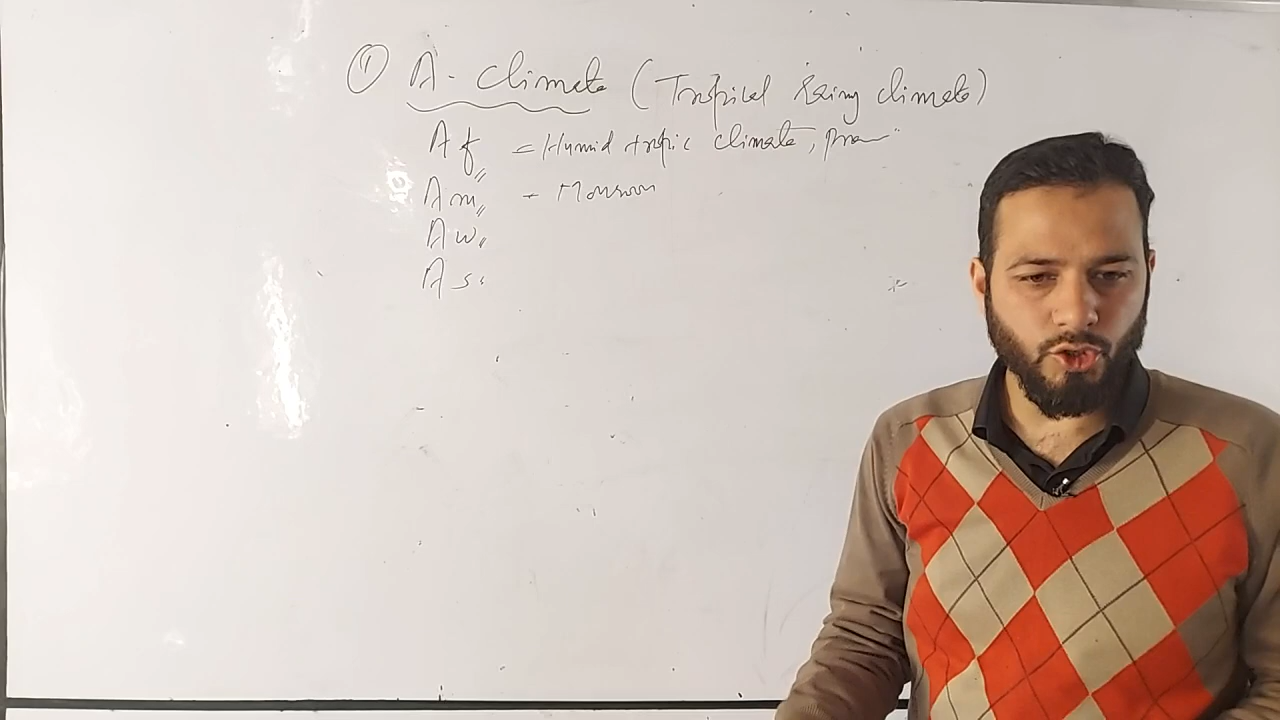 ① A - Climate (Tropical Rainy climate)
Af = Humid tropic climate,
Am = Monsoon
Aw
As